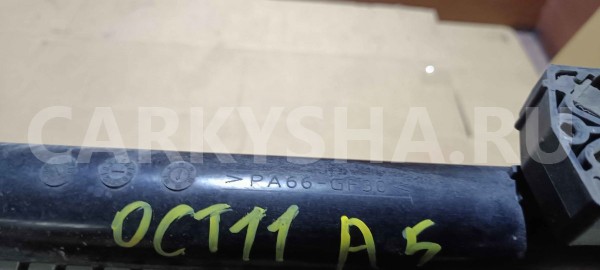 CARKYSHA.RU
>PA66-GF30<
OCT11 A5